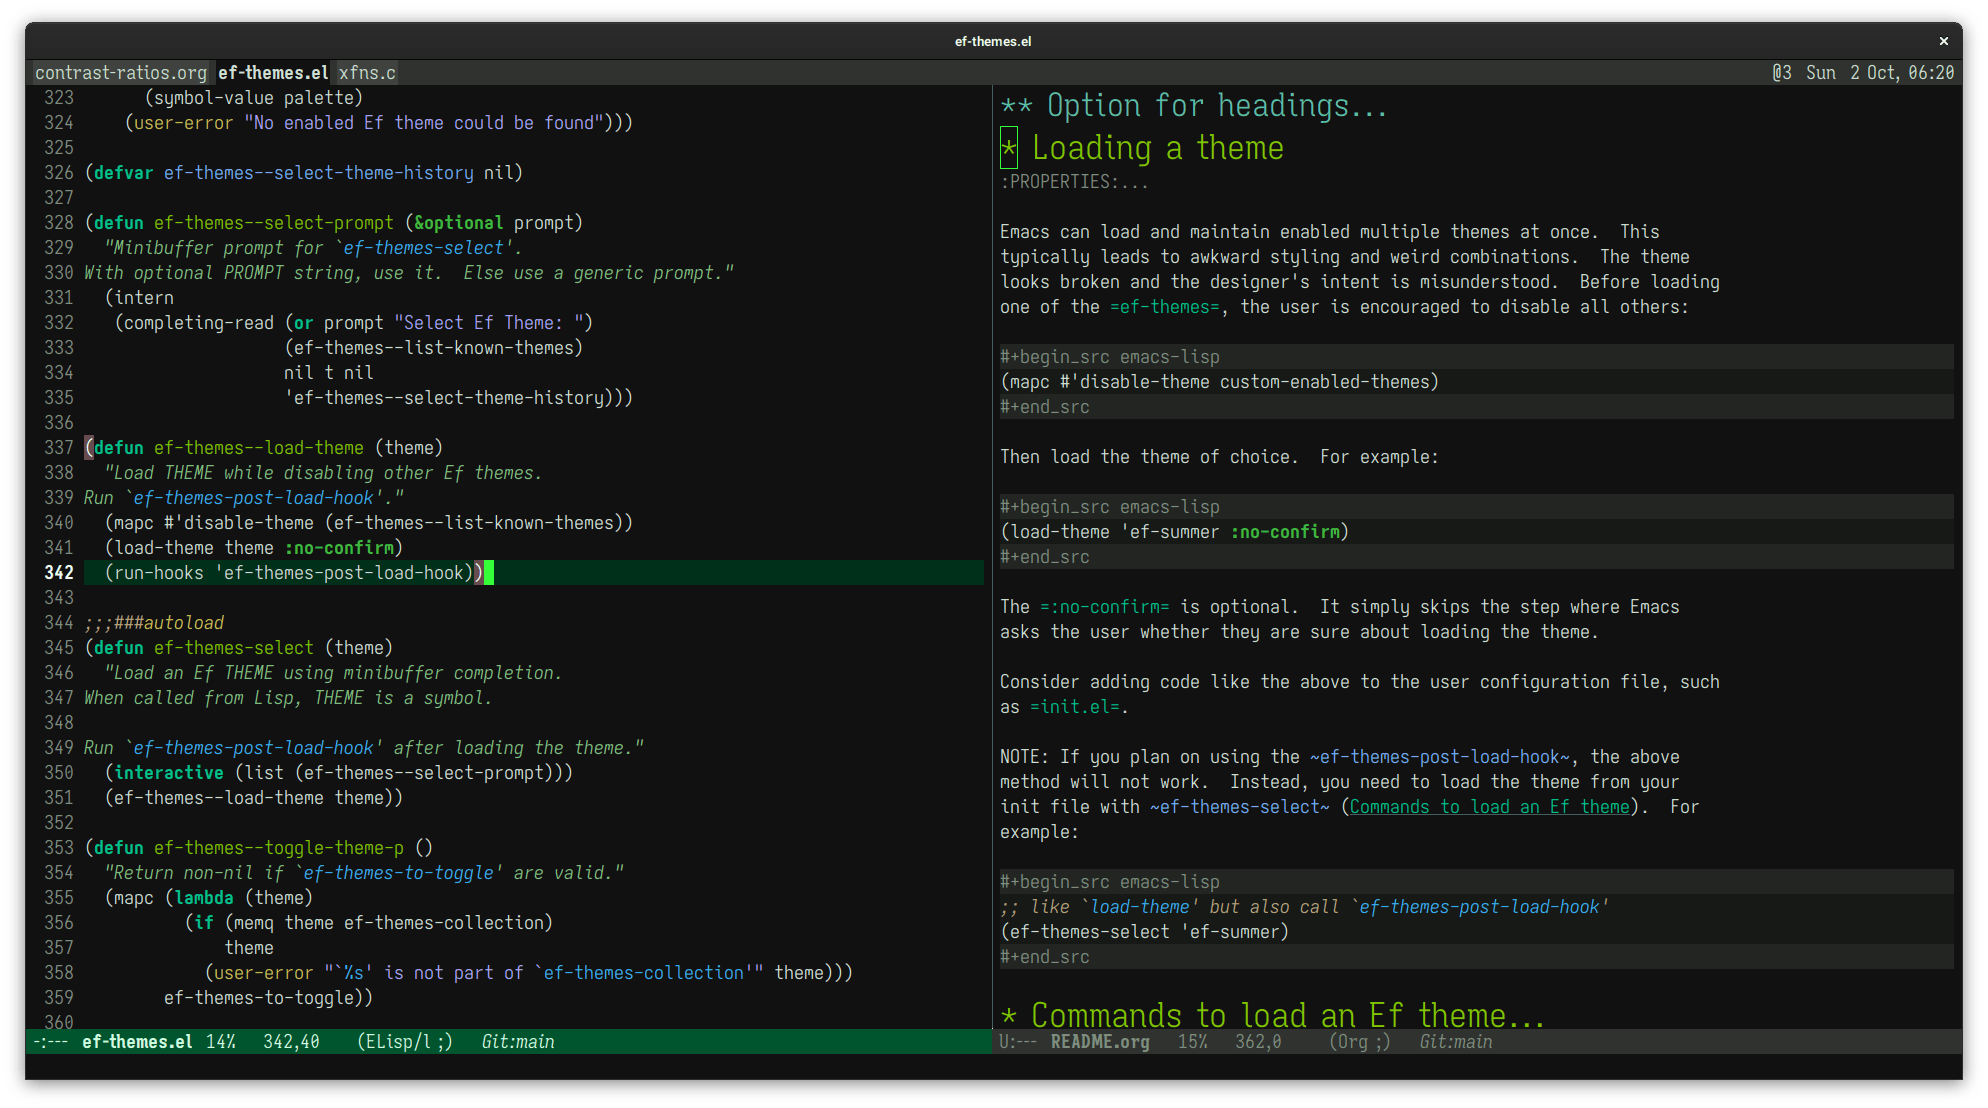 ef-themes.el ×
contrast-ratios.org ef-themes.el xfns.c @3 Sun 2 Oct, 06:20
323       (symbol-value palette)
324     (user-error "No enabled Ef theme could be found")))
325
326 (defvar ef-themes--select-theme-history nil)
327
328 (defun ef-themes--select-prompt (&optional prompt)
329   "Minibuffer prompt for `ef-themes-select'.
330 With optional PROMPT string, use it.  Else use a generic prompt."
331   (intern
332    (completing-read (or prompt "Select Ef Theme: ")
333                     (ef-themes--list-known-themes)
334                     nil t nil
335                     'ef-themes--select-theme-history)))
336
337 (defun ef-themes--load-theme (theme)
338   "Load THEME while disabling other Ef themes.
339 Run `ef-themes-post-load-hook'."
340   (mapc #'disable-theme (ef-themes--list-known-themes))
341   (load-theme theme :no-confirm)
342   (run-hooks 'ef-themes-post-load-hook))
343
344 ;;;###autoload
345 (defun ef-themes-select (theme)
346   "Load an Ef THEME using minibuffer completion.
347 When called from Lisp, THEME is a symbol.
348
349 Run `ef-themes-post-load-hook' after loading the theme."
350   (interactive (list (ef-themes--select-prompt)))
351   (ef-themes--load-theme theme))
352
353 (defun ef-themes--toggle-theme-p ()
354   "Return non-nil if `ef-themes-to-toggle' are valid."
355   (mapc (lambda (theme)
356           (if (memq theme ef-themes-collection)
357               theme
358             (user-error "`%s' is not part of `ef-themes-collection'" theme)))
359         ef-themes-to-toggle))
360
-:--- ef-themes.el 14% 342,40 (ELisp/l ;) Git:main
** Option for headings...
* Loading a theme
:PROPERTIES:...
Emacs can load and maintain enabled multiple themes at once.  This
typically leads to awkward styling and weird combinations.  The theme
looks broken and the designer's intent is misunderstood.  Before loading
one of the =ef-themes=, the user is encouraged to disable all others:
#+begin_src emacs-lisp
(mapc #'disable-theme custom-enabled-themes)
#+end_src
Then load the theme of choice.  For example:
#+begin_src emacs-lisp
(load-theme 'ef-summer :no-confirm)
#+end_src
The =:no-confirm= is optional.  It simply skips the step where Emacs
asks the user whether they are sure about loading the theme.
Consider adding code like the above to the user configuration file, such
as =init.el=.
NOTE: If you plan on using the ~ef-themes-post-load-hook~, the above
method will not work.  Instead, you need to load the theme from your
init file with ~ef-themes-select~ (Commands to load an Ef theme).  For
example:
#+begin_src emacs-lisp
;; like `load-theme' but also call `ef-themes-post-load-hook'
(ef-themes-select 'ef-summer)
#+end_src
* Commands to load an Ef theme...
U:--- README.org 15% 362,0 (Org ;) Git:main